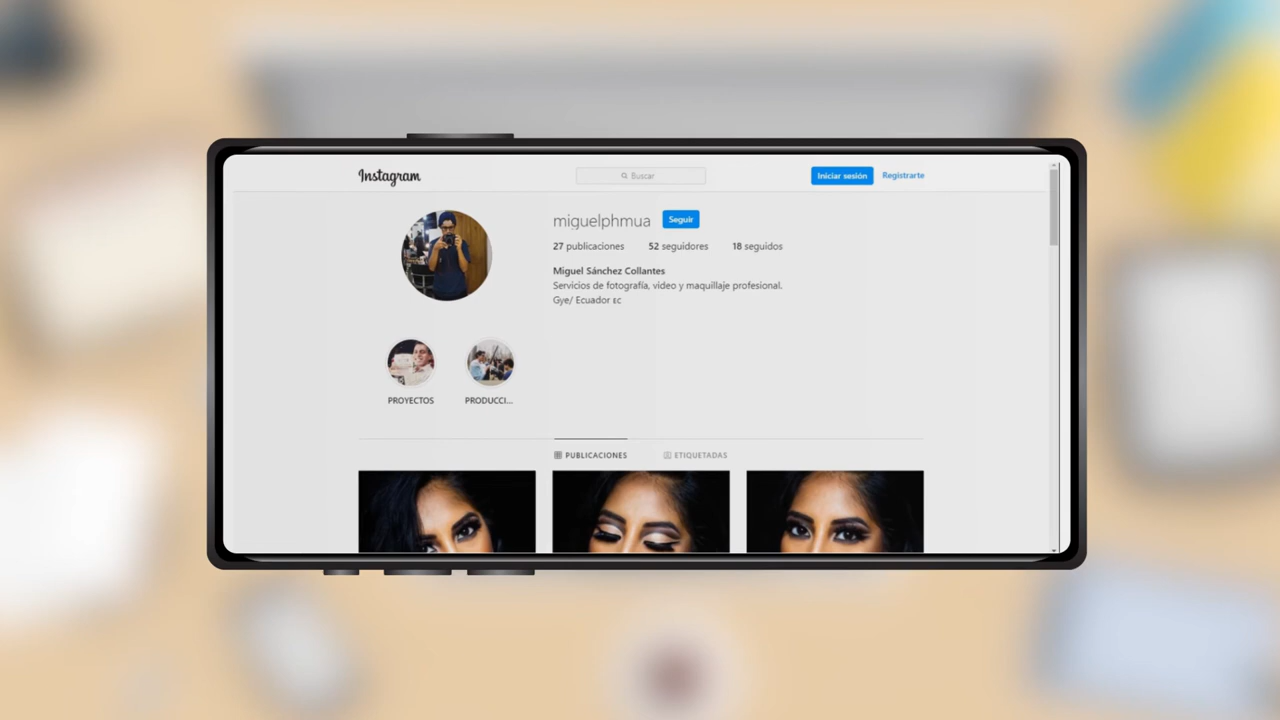 Instagram
Buscar
Iniciar sesión
Registrarte
miguelphmua Seguir
27 publicaciones 52 seguidores 18 seguidos
Miguel Sánchez Collantes
Servicios de fotografía, vídeo y maquillaje profesional.
Gye/ Ecuador EC
PROYECTOS PRODUCCI...
PUBLICACIONES ETIQUETADAS